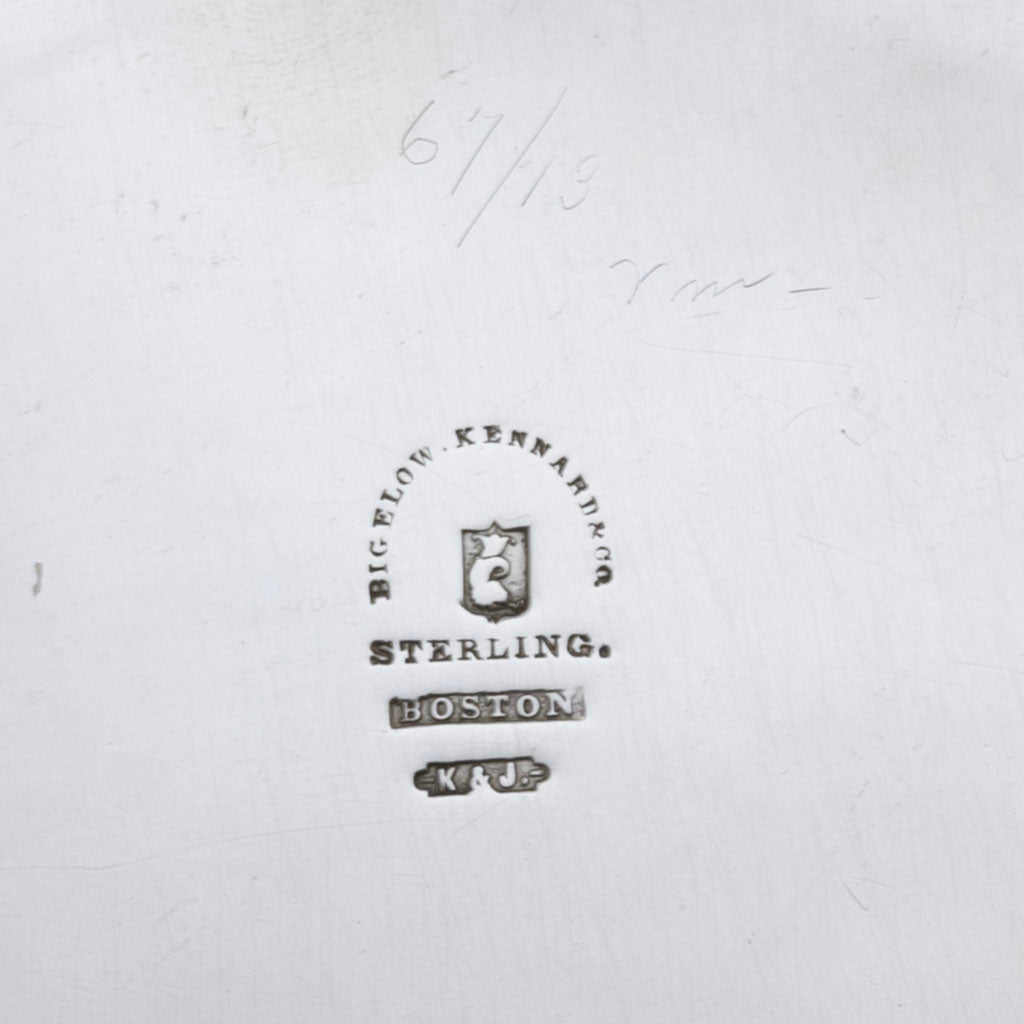 67/13
BIGELOW. KENNARD & CO
STERLING.
BOSTON
K & J.